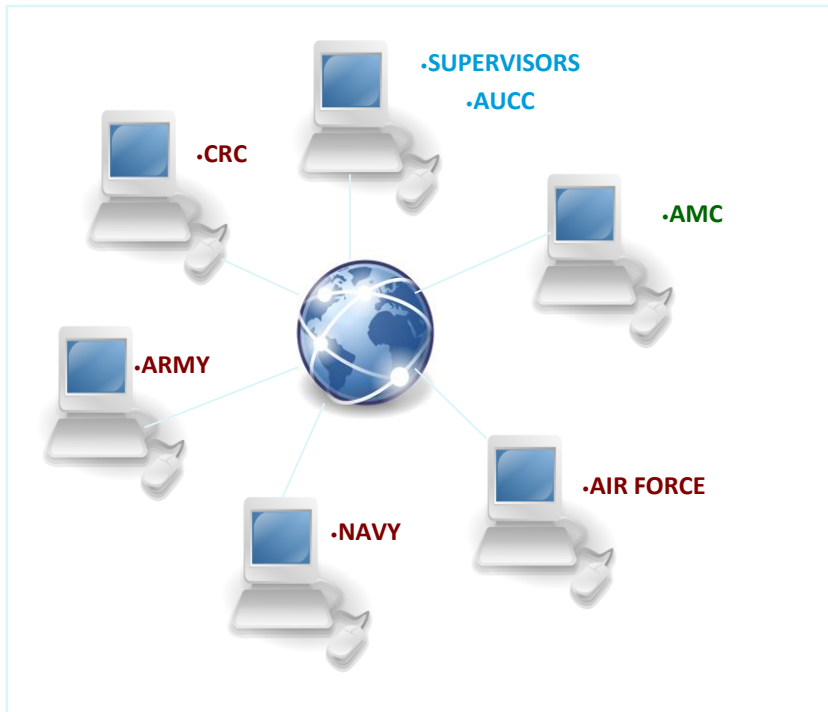 •SUPERVISORS
•AUCC
•CRC
•AMC
•ARMY
•AIR FORCE
•NAVY